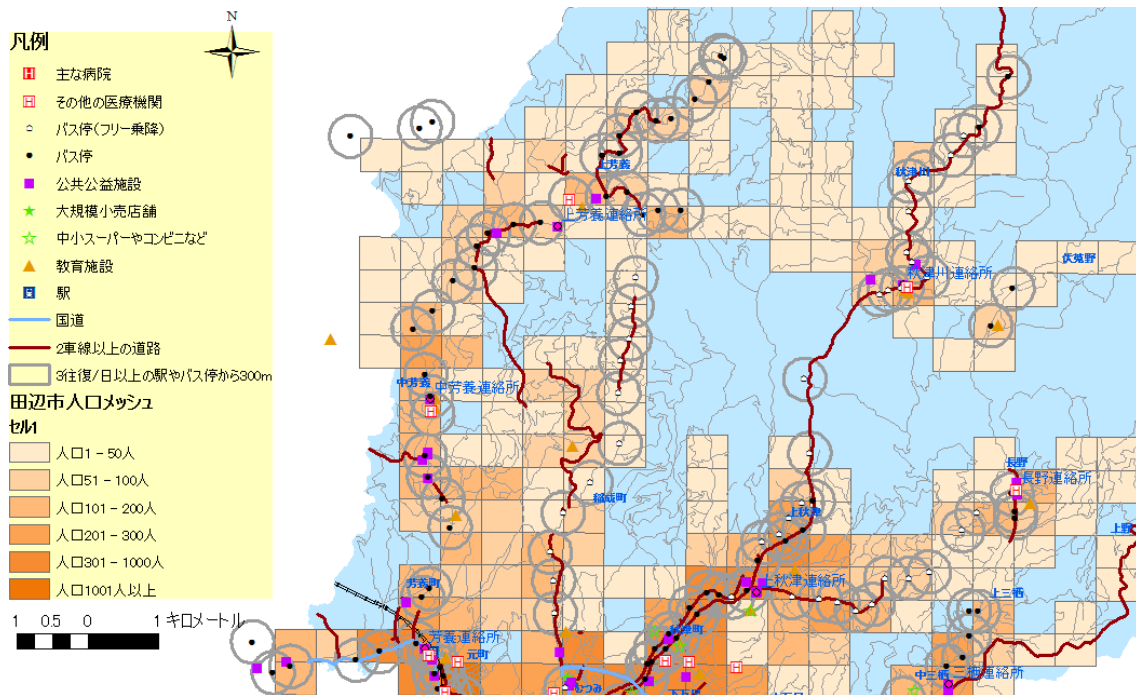 凡例
主な病院
その他の医療機関
バス停(フリー乗降)
バス停
公共公益施設
大規模小売店舗
中小スーパーやコンビニなど
教育施設
駅
国道
2車線以上の道路
3往復/日以上の駅やバス停から300m
田辺市人口メッシュ
セル1
人口1 - 50人
人口51 - 100人
人口101 - 200人
人口201 - 300人
人口301 - 1000人
人口1001人以上
1 0.5 0 1 キロメートル
N
上芳養
上芳養連絡所
秋津川
秋津川連絡所
伏菟野
中芳養
中芳養連絡所
稲成町
長野
長野連絡所
上野
上秋津
上秋津連絡所
芳養町
芳養連絡所
元町
秋津町
むつみ
上三栖
中三栖
三栖連絡所